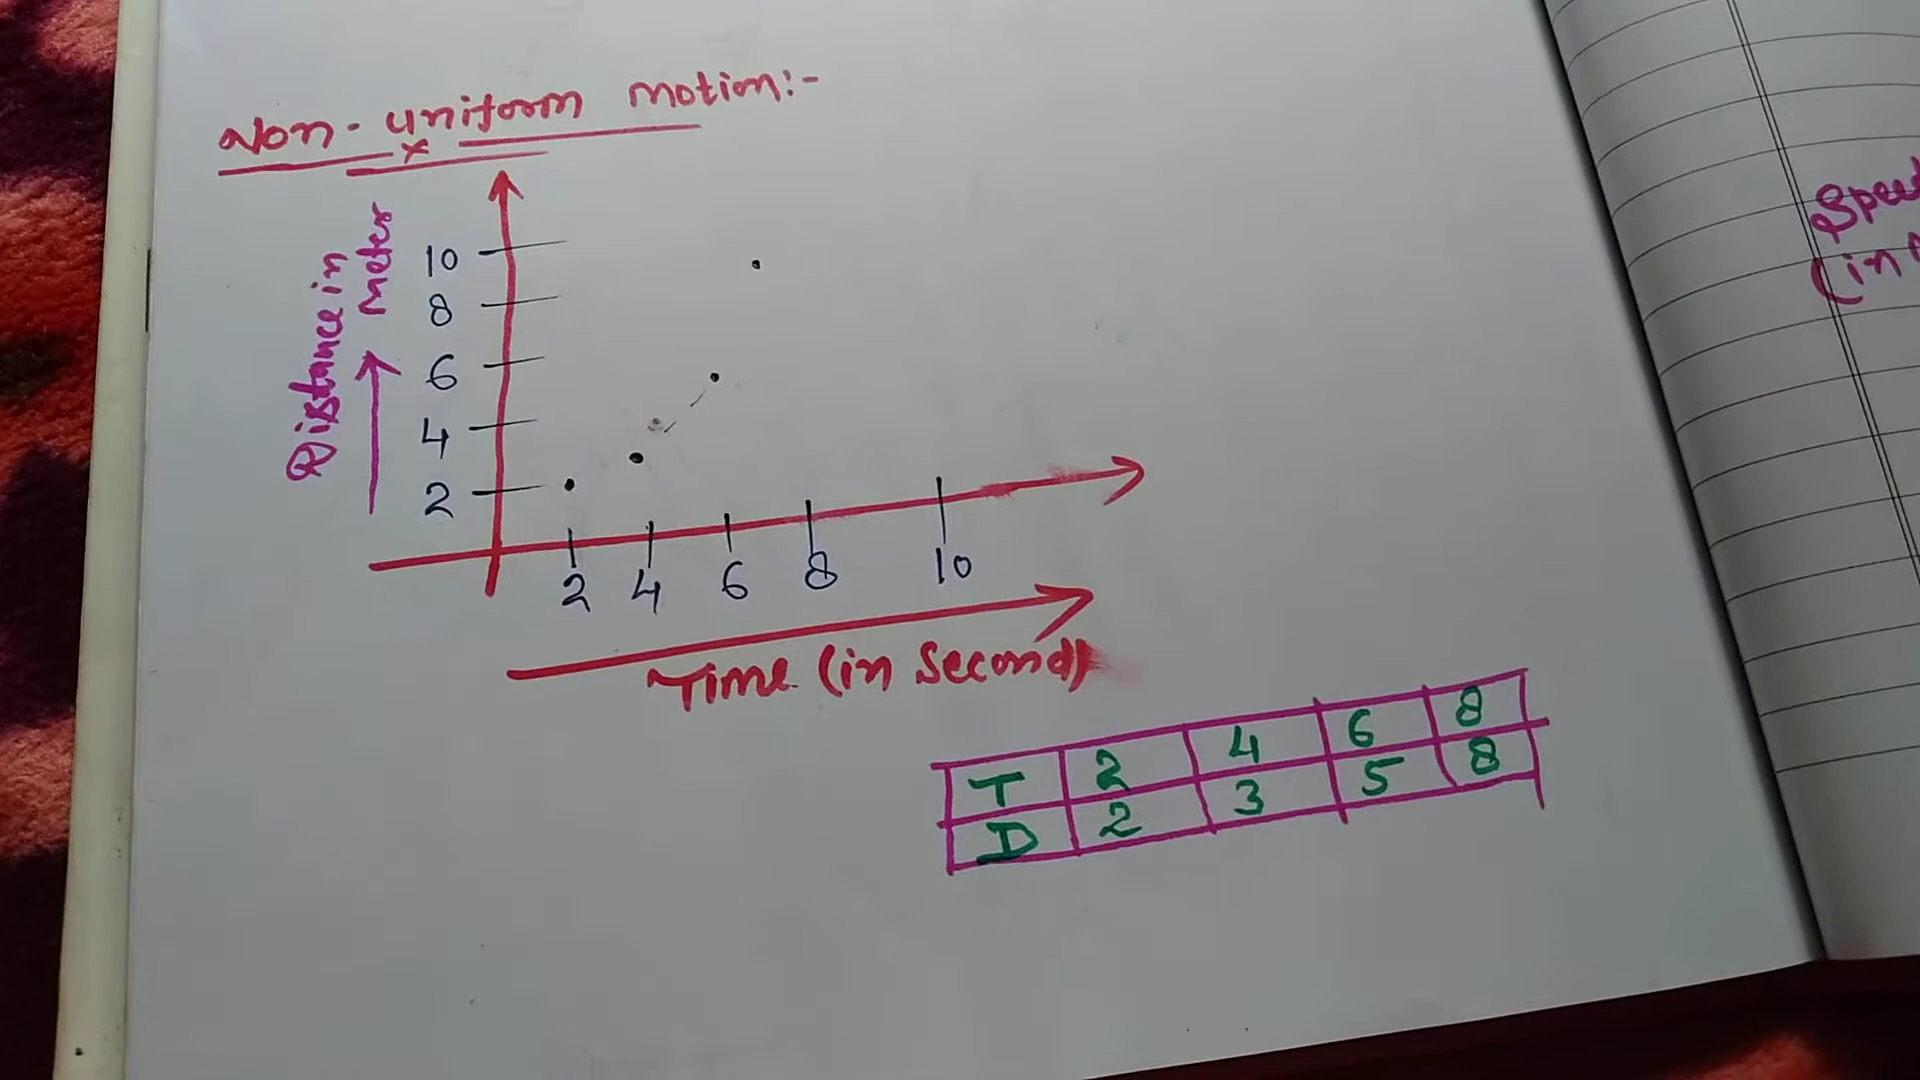 Non-uniform motion:-
x
Distance in
Meter
10
8
6
4
2
2 4 6 8 10
Time (in Second)
T 2 4 6 8
D 2 3 5 8
Speed
(in